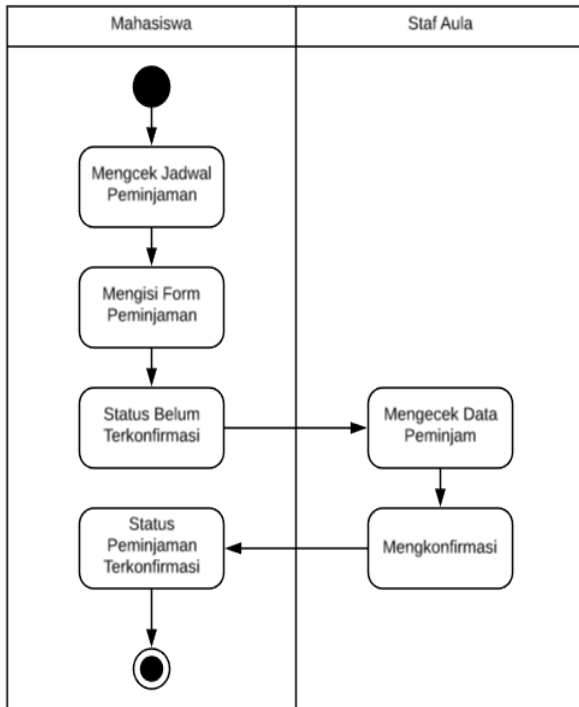 Mahasiswa
Staf Aula
Mengcek Jadwal
Peminjaman
Mengisi Form
Peminjaman
Status Belum
Terkonfirmasi
Mengecek Data
Peminjam
Status
Peminjaman
Terkonfirmasi
Mengkonfirmasi